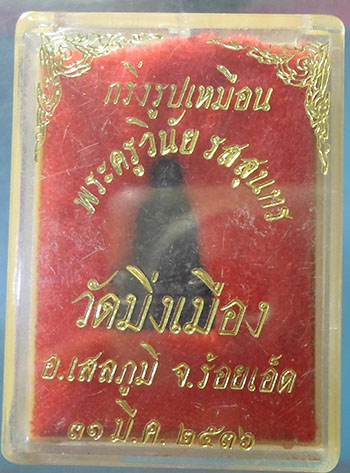 กริ่งรูปเหมือน
พระครูวินัย รสสุนทร
วัดมิ่งเมือง
อ.เสลภูมิ จ.ร้อยเอ็ด
๓๑ มี.ค. ๒๕๓๖